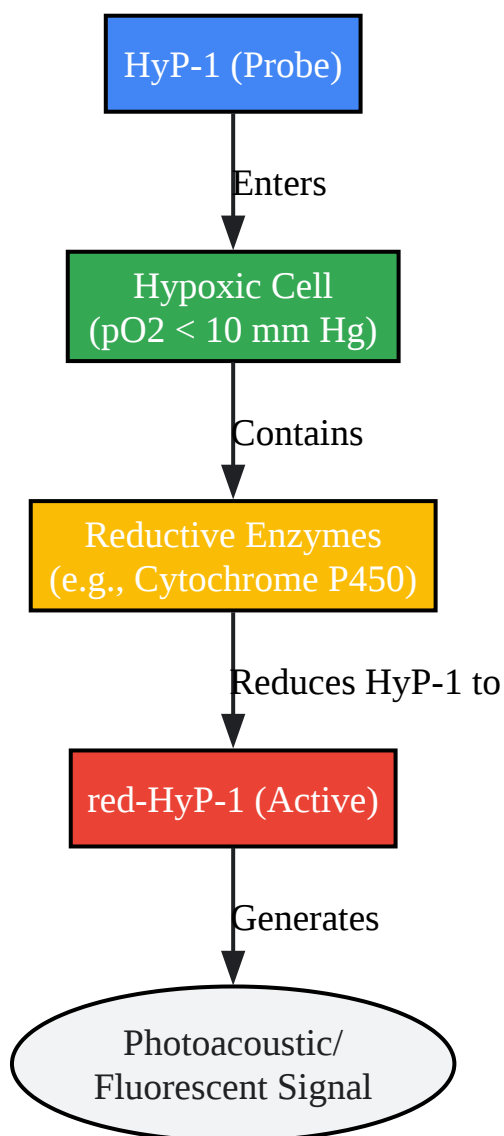 HyP-1 (Probe)
Enters
Hypoxic Cell
(pO2 < 10 mm Hg)
Contains
Reductive Enzymes
(e.g., Cytochrome P450)
Reduces HyP-1 to
red-HyP-1 (Active)
Generates
Photoacoustic/
Fluorescent Signal